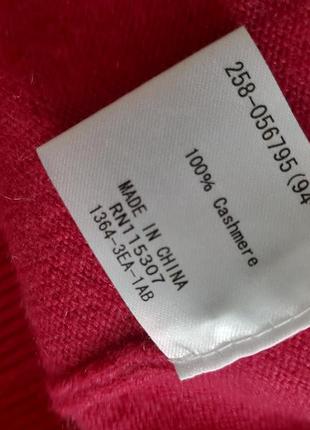 258-056795(94
100% Cashmere
MADE IN CHINA
RN115307
1364-3EA-1AB